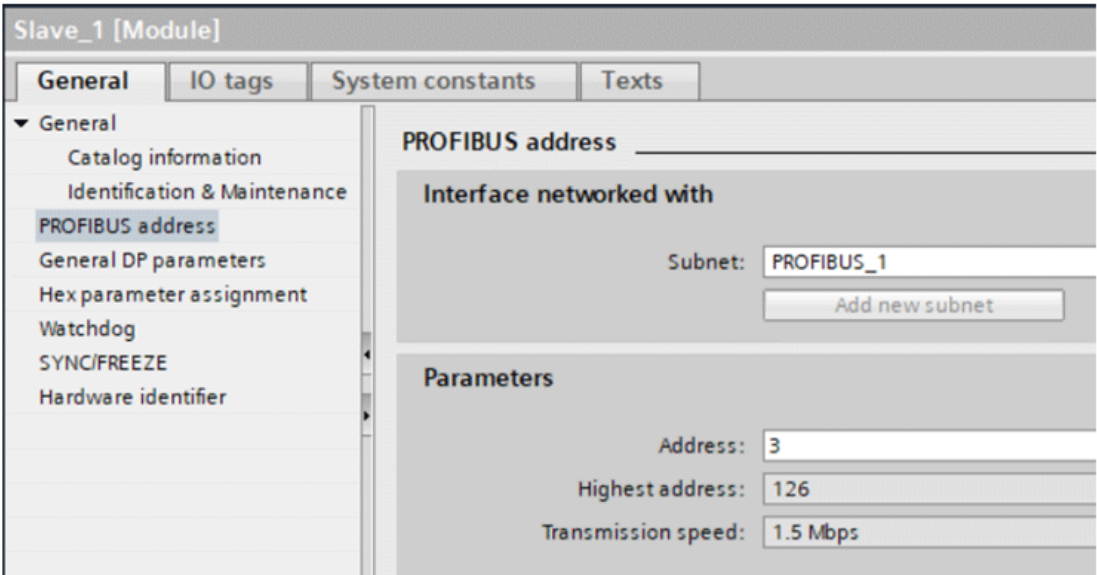 Slave_1 [Module]
General IO tags System constants Texts
General
Catalog information
Identification & Maintenance
PROFIBUS address
General DP parameters
Hex parameter assignment
Watchdog
SYNC/FREEZE
Hardware identifier
PROFIBUS address
Interface networked with
Subnet: PROFIBUS_1
Add new subnet
Parameters
Address: 3
Highest address: 126
Transmission speed: 1.5 Mbps